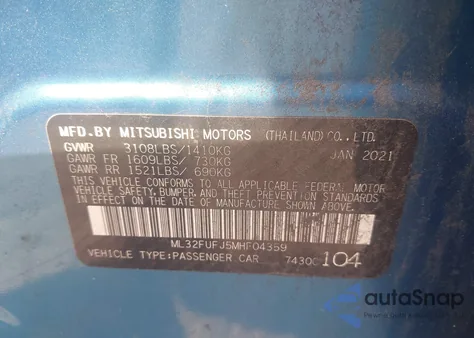 MFD.BY MITSUBISHI MOTORS (THAILAND)CO.,LTD.
GVWR 3108LBS/1410KG JAN 2021
GAWR FR 1609LBS/ 730KG
GAWR RR 1521LBS/ 690KG
THIS VEHICLE CONFORMS TO ALL APPLICABLE FEDERAL MOTOR
VEHICLE SAFETY, BUMPER, AND THEFT PREVENTION STANDARDS
IN EFFECT ON THE DATE OF MANUFACTURE SHOWN ABOVE.
ML32FUFJ5MHF04359
VEHICLE TYPE:PASSENGER CAR 7430C 104
autoSnap